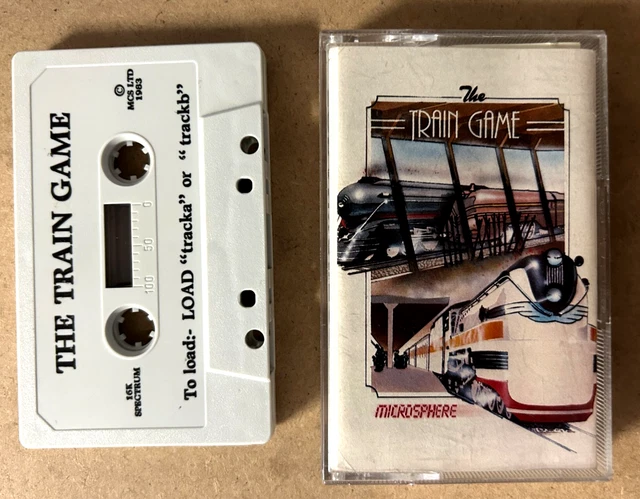 THE TRAIN GAME
© MCS LTD
1983
16K
SPECTRUM
100 50 0
To load:- LOAD “tracka” or “ trackb”
The
TRAIN GAME
MICROSPHERE